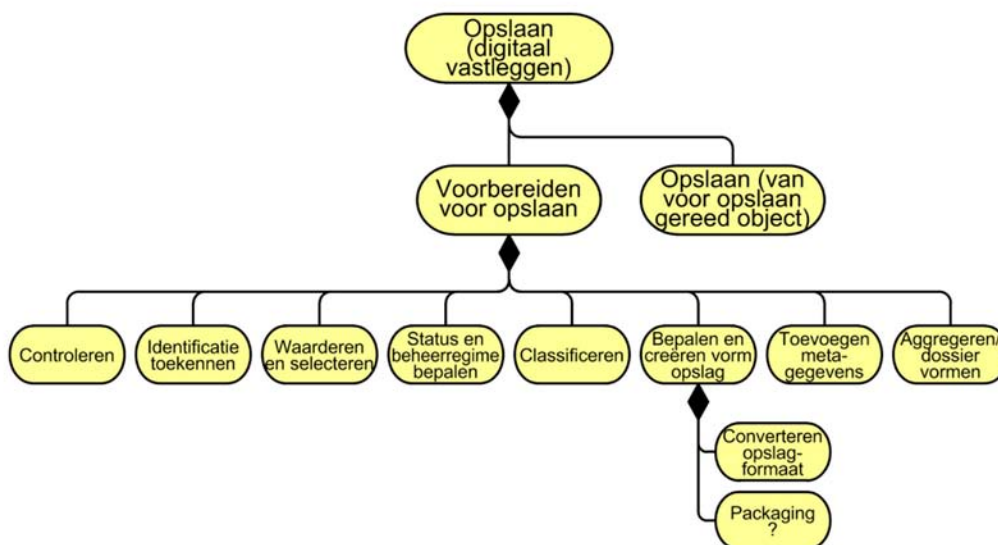 Opslaan
(digitaal
vastleggen)
Voorbereiden
voor opslaan
Opslaan (van
voor opslaan
gereed object)
Controleren
Identificatie
toekennen
Waarderen
en selecteren
Status en
beheerregime
bepalen
Classificeren
Bepalen en
creëren vorm
opslag
Toevoegen
meta-
gegevens
Aggregeren/
dossier
vormen
Converteren
opslag-
formaat
Packaging
?